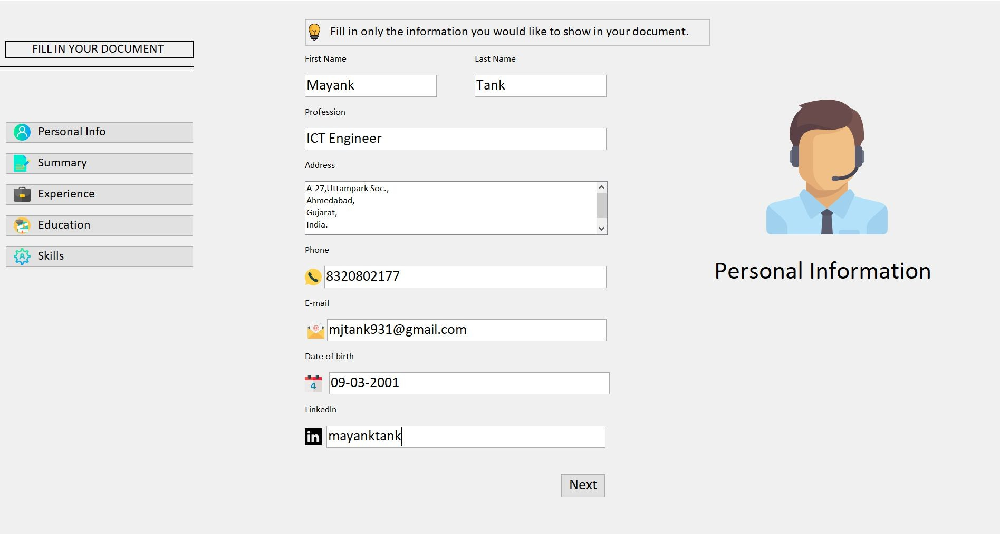 FILL IN YOUR DOCUMENT
Personal Info
Summary
Experience
Education
Skills
Fill in only the information you would like to show in your document.
First Name
Last Name
Mayank
Tank
Profession
ICT Engineer
Address
A-27,Uttampark Soc.,
Ahmedabad,
Gujarat,
India.
Phone
8320802177
E-mail
@
mjtank931@gmail.com
Date of birth
4
09-03-2001
LinkedIn
in
mayanktank
Next
Personal Information